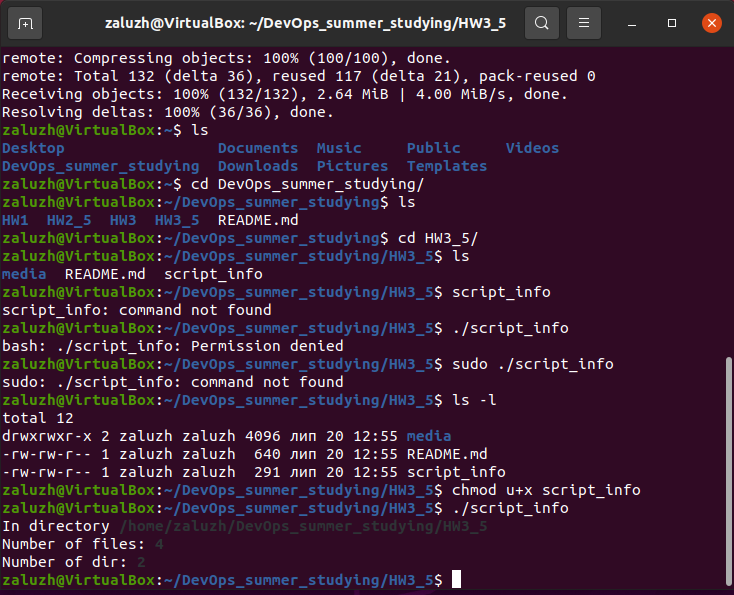 zaluzh@VirtualBox: ~/DevOps_summer_studying/HW3_5
remote: Compressing objects: 100% (100/100), done.
remote: Total 132 (delta 36), reused 117 (delta 21), pack-reused 0
Receiving objects: 100% (132/132), 2.64 MiB | 4.00 MiB/s, done.
Resolving deltas: 100% (36/36), done.
zaluzh@VirtualBox:~$ ls
Desktop                 Documents  Music     Public     Videos
DevOps_summer_studying  Downloads  Pictures  Templates
zaluzh@VirtualBox:~$ cd DevOps_summer_studying/
zaluzh@VirtualBox:~/DevOps_summer_studying$ ls
HW1  HW2_5  HW3  HW3_5  README.md
zaluzh@VirtualBox:~/DevOps_summer_studying$ cd HW3_5/
zaluzh@VirtualBox:~/DevOps_summer_studying/HW3_5$ ls
media  README.md  script_info
zaluzh@VirtualBox:~/DevOps_summer_studying/HW3_5$ script_info
script_info: command not found
zaluzh@VirtualBox:~/DevOps_summer_studying/HW3_5$ ./script_info
bash: ./script_info: Permission denied
zaluzh@VirtualBox:~/DevOps_summer_studying/HW3_5$ sudo ./script_info
sudo: ./script_info: command not found
zaluzh@VirtualBox:~/DevOps_summer_studying/HW3_5$ ls -l
total 12
drwxrwxr-x 2 zaluzh zaluzh 4096 лип 20 12:55 media
-rw-rw-r-- 1 zaluzh zaluzh  640 лип 20 12:55 README.md
-rw-rw-r-- 1 zaluzh zaluzh  291 лип 20 12:55 script_info
zaluzh@VirtualBox:~/DevOps_summer_studying/HW3_5$ chmod u+x script_info
zaluzh@VirtualBox:~/DevOps_summer_studying/HW3_5$ ./script_info
In directory /home/zaluzh/DevOps_summer_studying/HW3_5
Number of files: 4
Number of dir: 2
zaluzh@VirtualBox:~/DevOps_summer_studying/HW3_5$